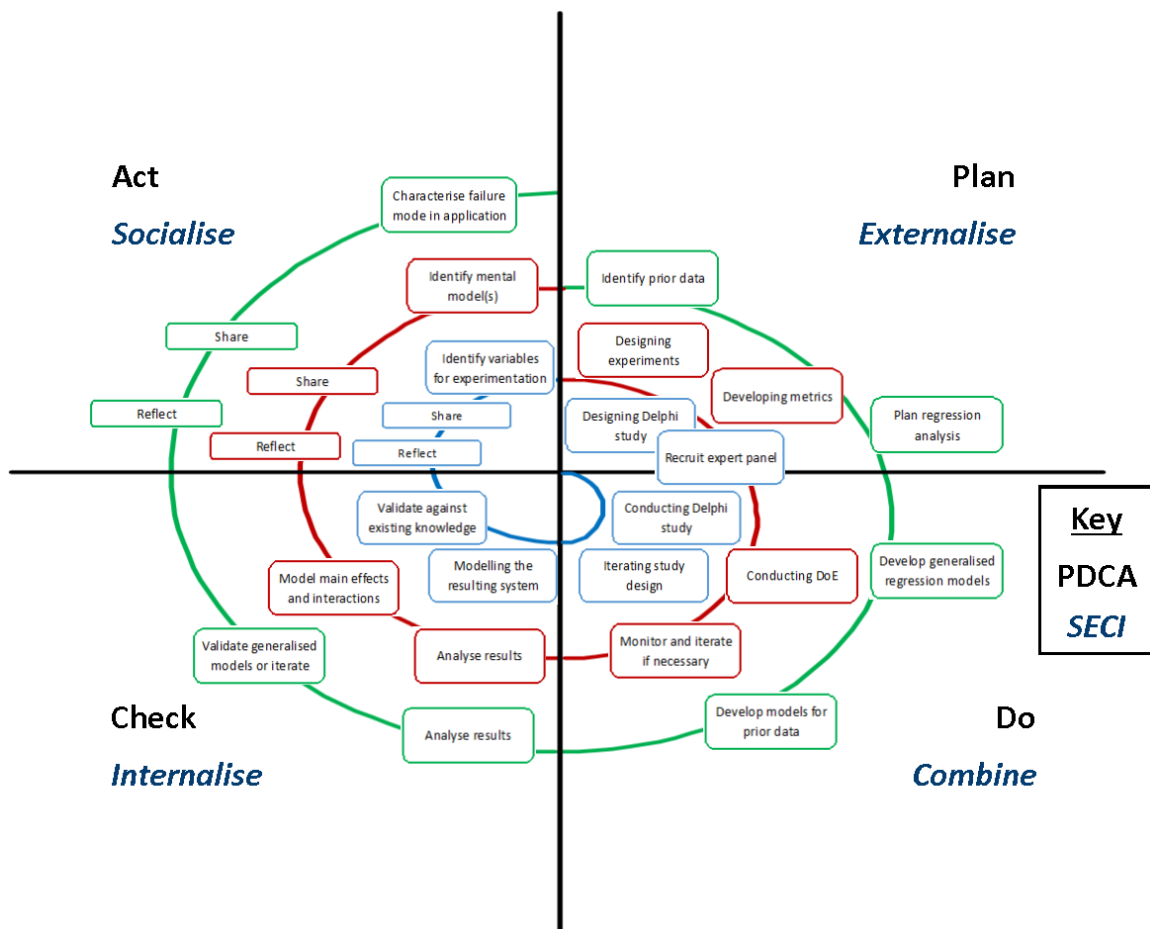 Act
Socialise
Characterise failure
mode in application
Identify mental
model(s)
Share
Share
Identify variables
for experimentation
Reflect
Share
Reflect
Reflect
Plan
Externalise
Identify prior data
Designing
experiments
Developing metrics
Designing Delphi
study
Plan regression
analysis
Recruit expert panel
Validate against
existing knowledge
Modelling the
resulting system
Model main effects
and interactions
Validate generalised
models or iterate
Analyse results
Analyse results
Check
Internalise
Conducting Delphi
study
Iterating study
design
Conducting DoE
Develop generalised
regression models
Monitor and iterate
if necessary
Develop models for
prior data
Do
Combine
Key
PDCA
SECI